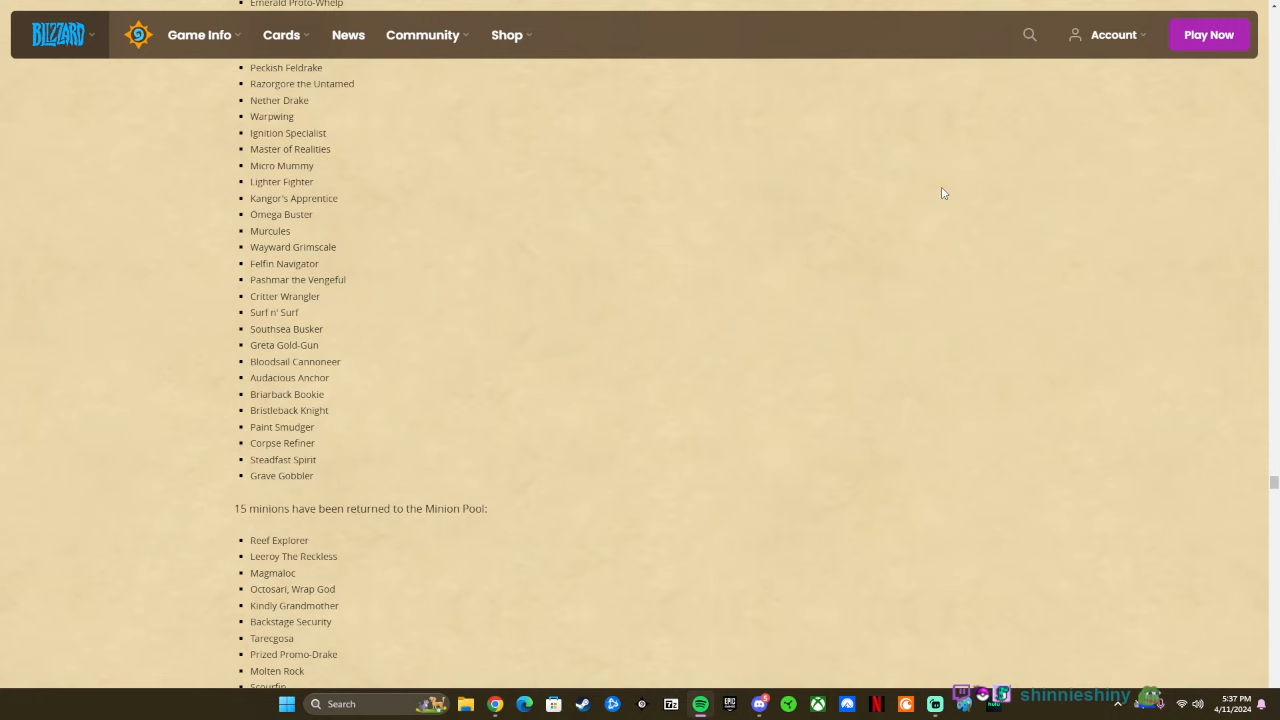 Emerald Proto-Whelp
BLIZZARD
Game Info
Cards
News
Community
Shop
Account
Play Now
Peckish Feldrake
Razorgore the Untamed
Nether Drake
Warpwing
Ignition Specialist
Master of Realities
Micro Mummy
Lighter Fighter
Kangor's Apprentice
Omega Buster
Murcules
Wayward Grimscale
Felfin Navigator
Pashmar the Vengeful
Critter Wrangler
Surf n' Surf
Southsea Busker
Greta Gold-Gun
Bloodsail Cannoneer
Audacious Anchor
Briarback Bookie
Bristleback Knight
Paint Smudger
Corpse Refiner
Steadfast Spirit
Grave Gobbler
15 minions have been returned to the Minion Pool:
Reef Explorer
Leeroy The Reckless
Magmaloc
Octosari, Wrap God
Kindly Grandmother
Backstage Security
Tarecgosa
Prized Promo-Drake
Molten Rock
Scourfin
shinnieshiny
Search
EPIC
hulu
5:37 PM
4/11/2024